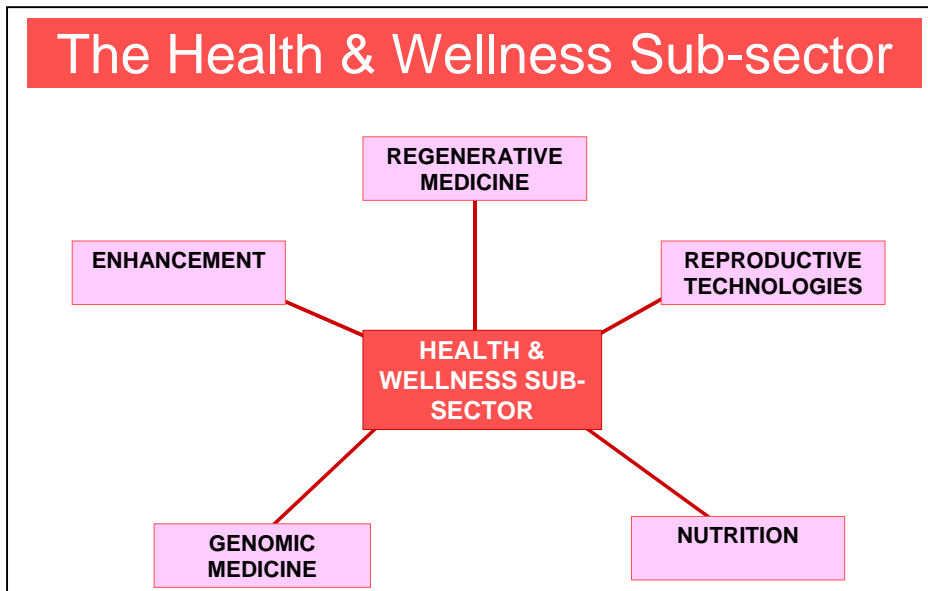 The Health & Wellness Sub-sector
REGENERATIVE
MEDICINE
ENHANCEMENT
REPRODUCTIVE
TECHNOLOGIES
HEALTH &
WELLNESS SUB-
SECTOR
GENOMIC
MEDICINE
NUTRITION